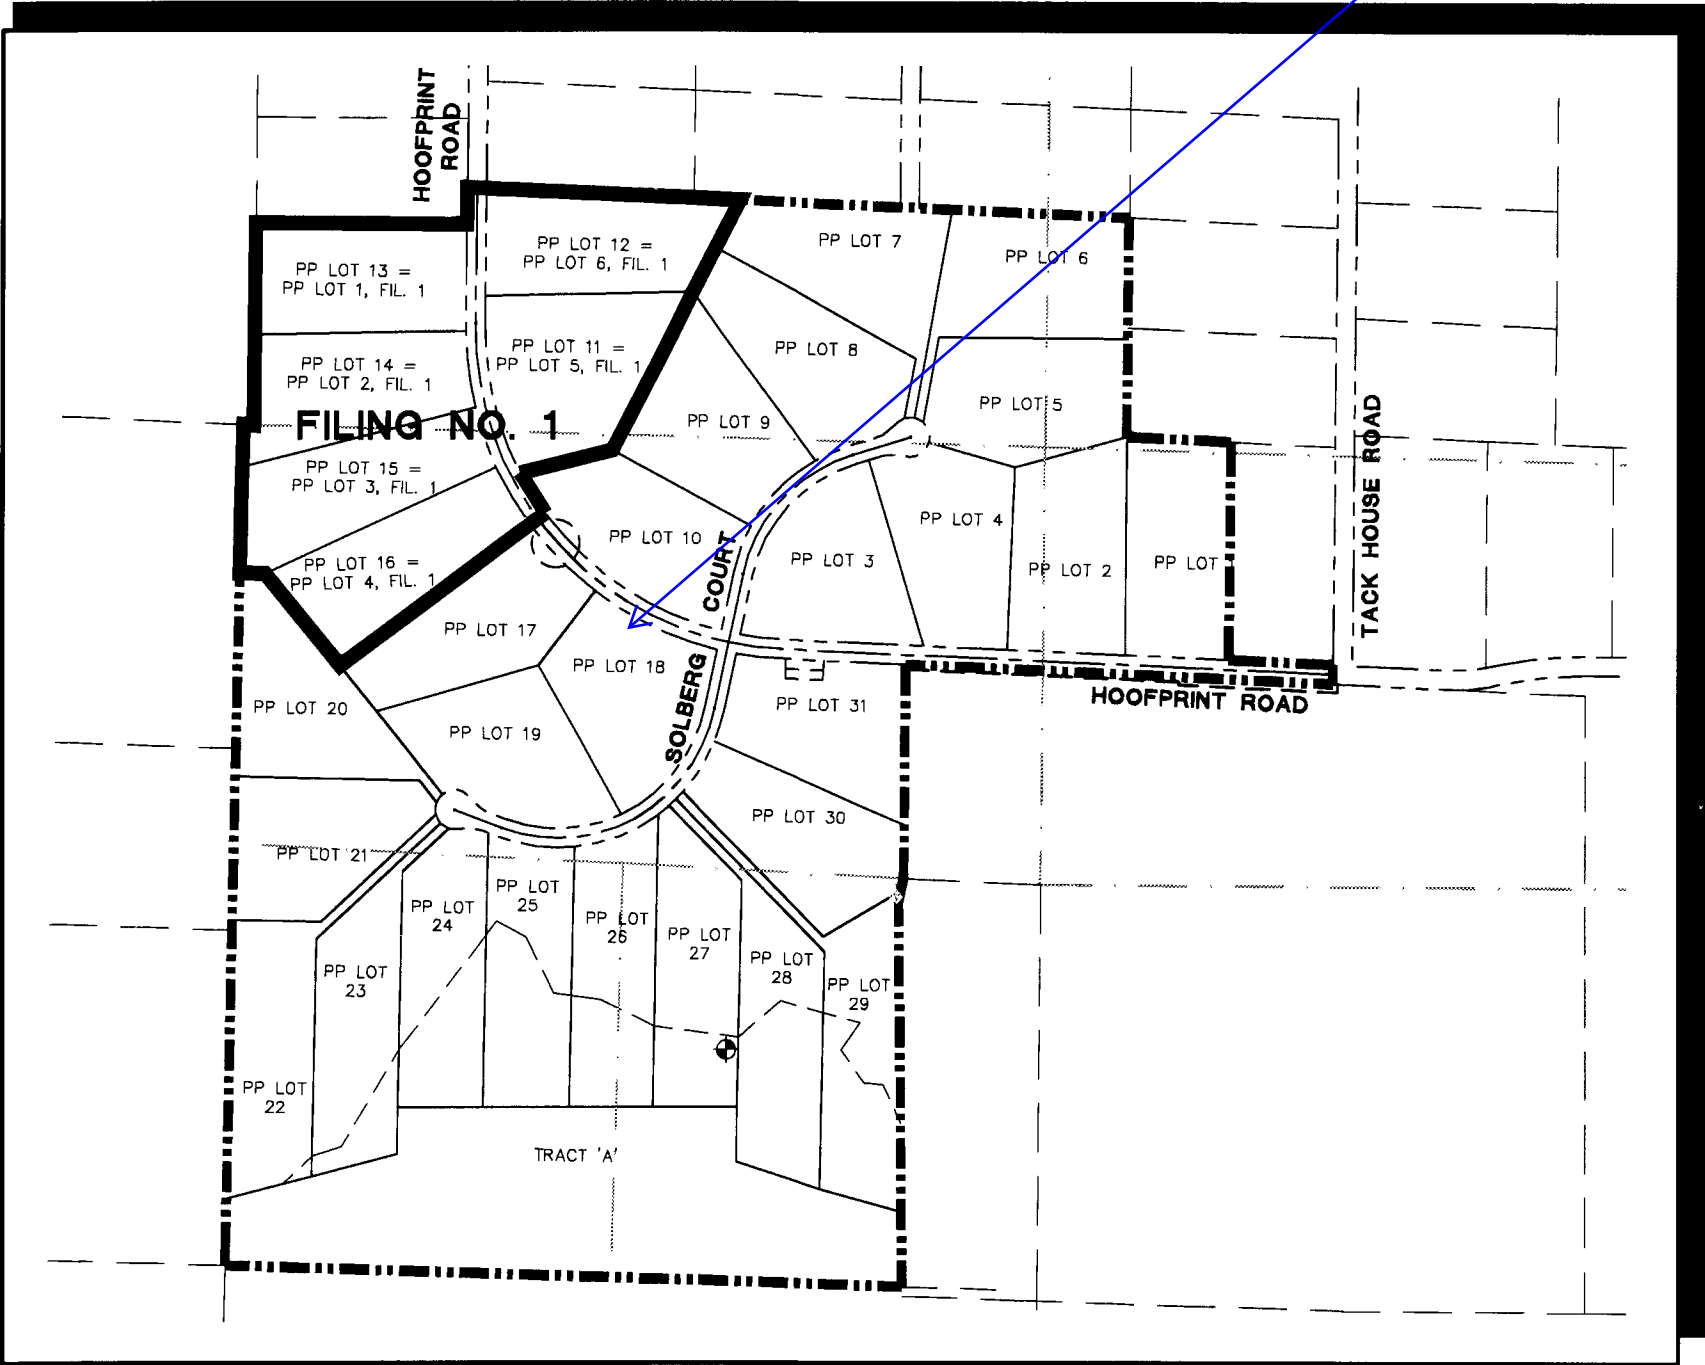 HOOFPRINT
ROAD
PP LOT 12 =
PP LOT 6, FIL. 1
PP LOT 7
PP LOT 6
PP LOT 13 =
PP LOT 1, FIL. 1
PP LOT 11 =
PP LOT 5, FIL. 1
PP LOT 8
PP LOT 14 =
PP LOT 2, FIL. 1
PP LOT 5
FILING NO. 1
PP LOT 9
PP LOT 15 =
PP LOT 3, FIL. 1
TACK HOUSE ROAD
PP LOT 4
PP LOT 10
COURT
PP LOT 3
PP LOT 2
PP LOT
PP LOT 16 =
PP LOT 4, FIL. 1
PP LOT 17
PP LOT 18
SOLBERG
HOOFPRINT ROAD
PP LOT 20
PP LOT 31
PP LOT 19
PP LOT 30
PP LOT 21
PP LOT
25
PP LOT
24
PP LOT
26
PP LOT
27
PP LOT
28
PP LOT
23
PP LOT
29
PP LOT
22
TRACT 'A'